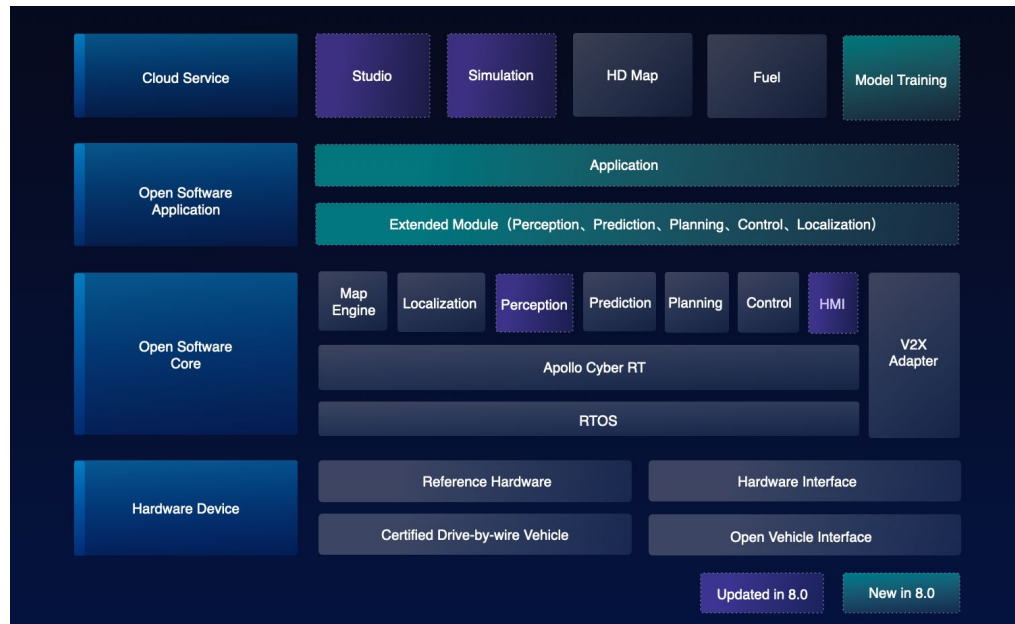 Cloud Service
Studio
Simulation
HD Map
Fuel
Model Training
Open Software
Application
Application
Extended Module（Perception、Prediction、Planning、Control、Localization）
Open Software
Core
Map
Engine
Localization
Perception
Prediction
Planning
Control
HMI
V2X
Adapter
Apollo Cyber RT
RTOS
Hardware Device
Reference Hardware
Hardware Interface
Certified Drive-by-wire Vehicle
Open Vehicle Interface
Updated in 8.0
New in 8.0